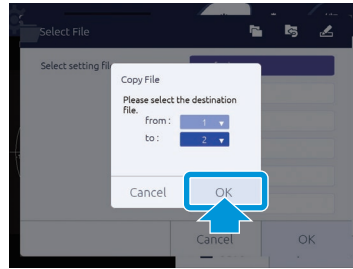 Select File
Select setting fil
Copy File
Please select the destination
file.
from : 1
to : 2
Cancel OK
Cancel OK